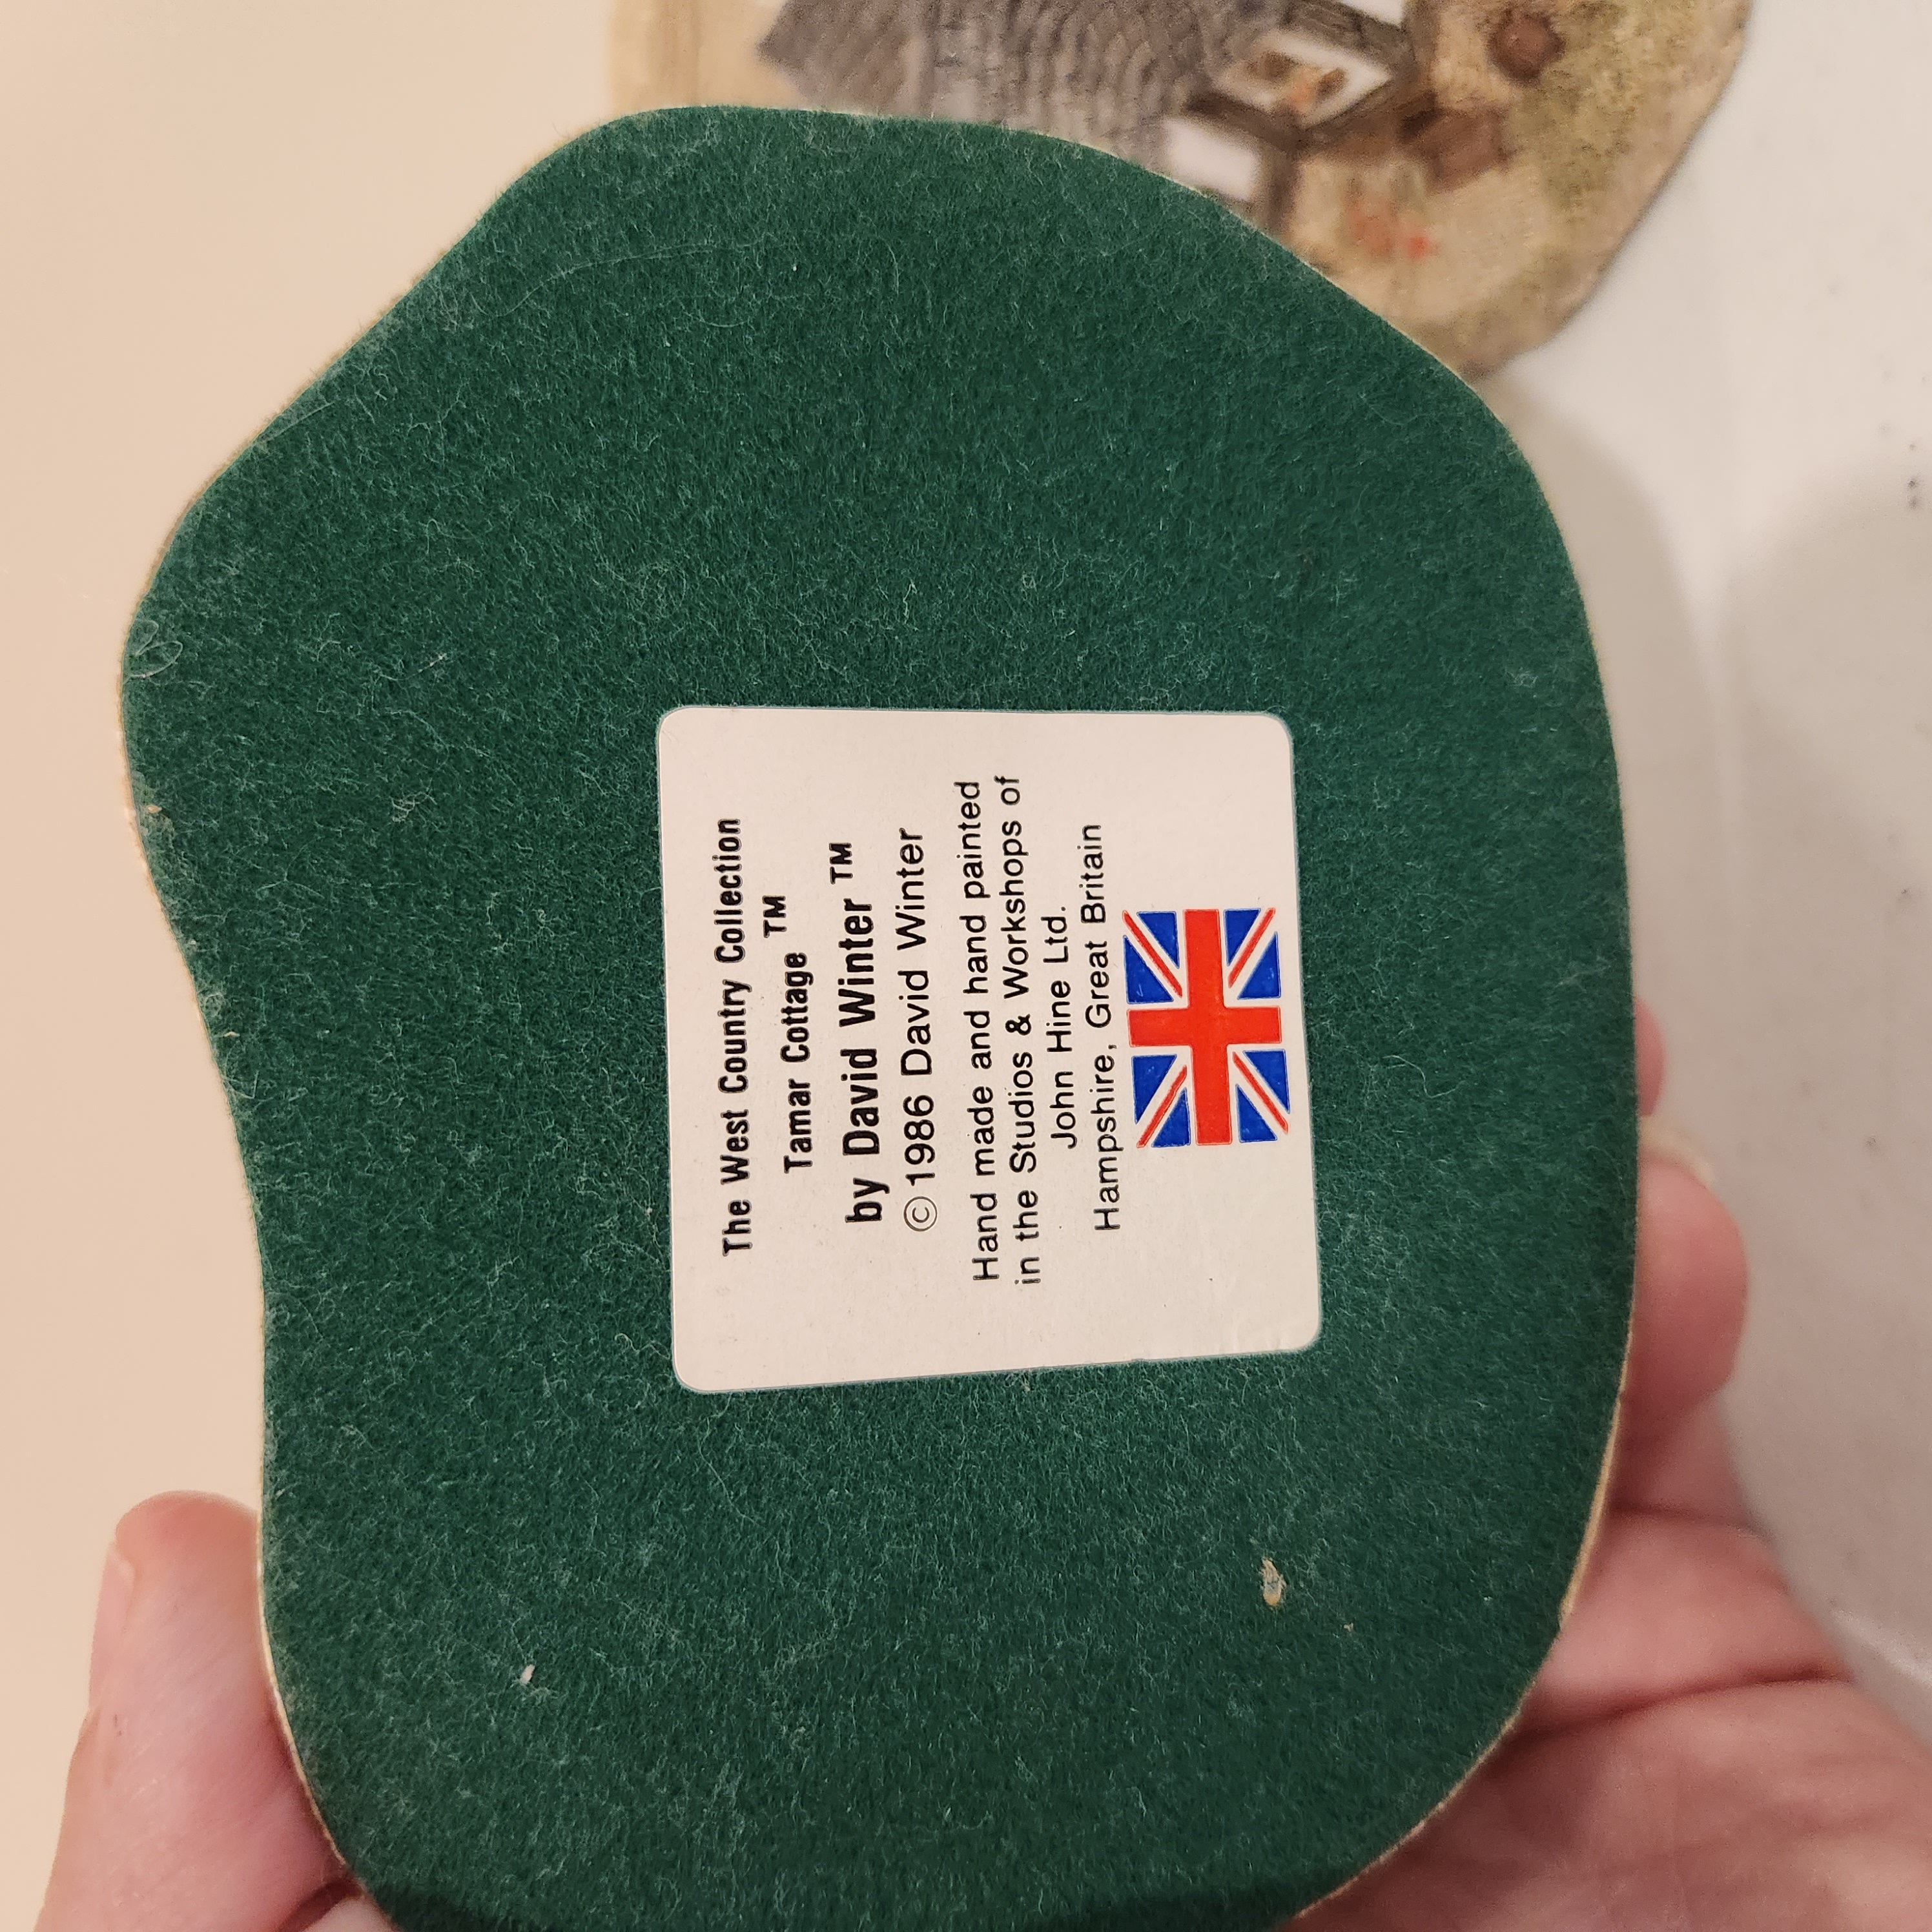 The West Country Collection
Tamar Cottage ™
by David Winter ™
© 1986 David Winter
Hand made and hand painted
in the Studios & Workshops of
John Hine Ltd.
Hampshire, Great Britain